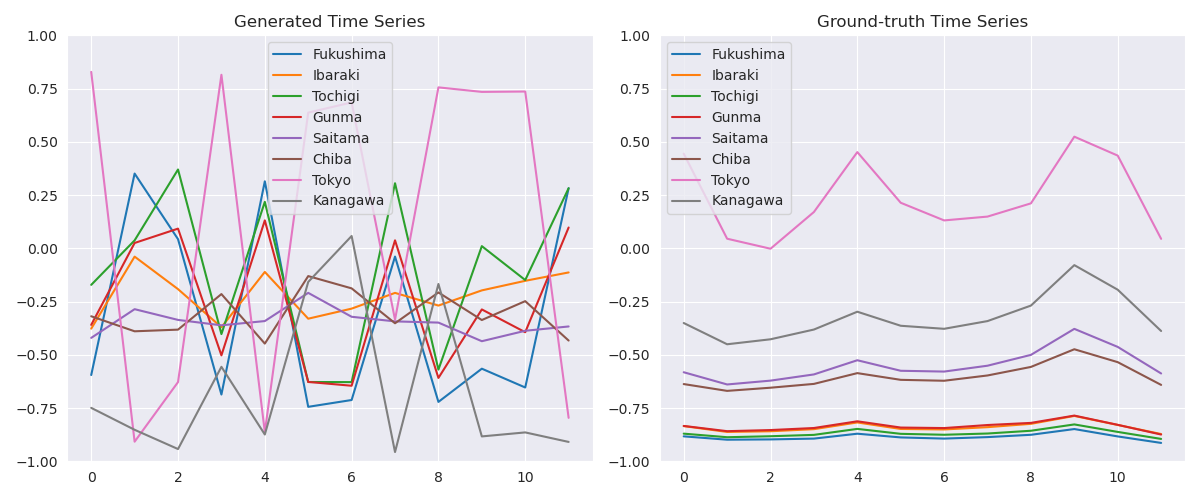 Generated Time Series
1.00
0.75
0.50
0.25
0.00
−0.25
−0.50
−0.75
−1.00
0 2 4 6 8 10
Fukushima
Ibaraki
Tochigi
Gunma
Saitama
Chiba
Tokyo
Kanagawa
Ground-truth Time Series
1.00
0.75
0.50
0.25
0.00
−0.25
−0.50
−0.75
−1.00
0 2 4 6 8 10
Fukushima
Ibaraki
Tochigi
Gunma
Saitama
Chiba
Tokyo
Kanagawa